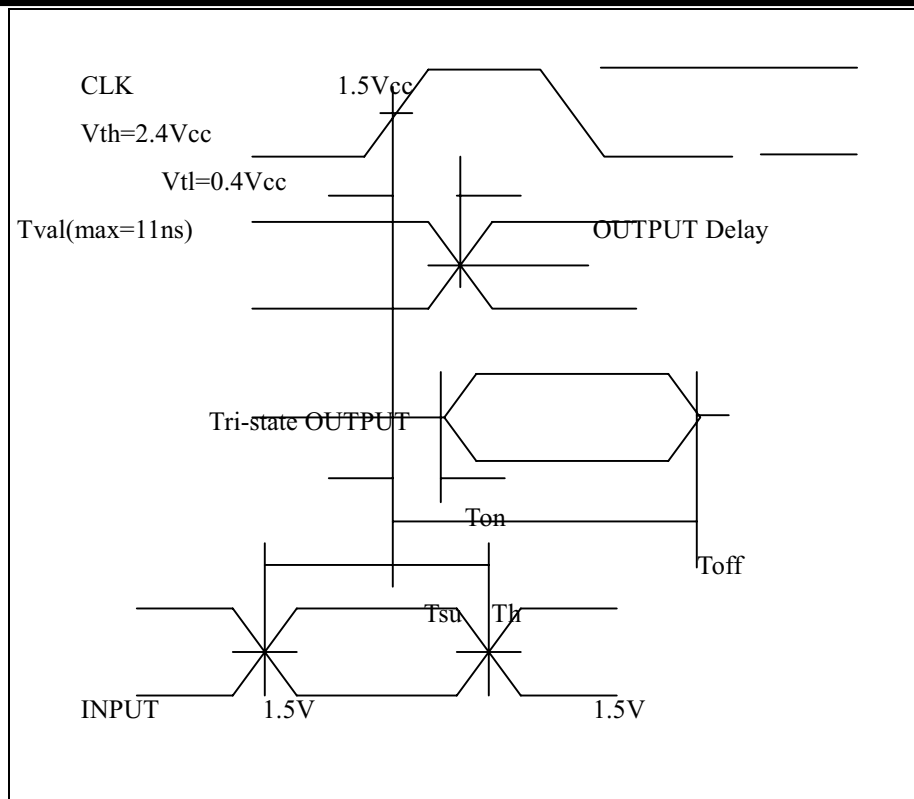 CLK 1.5Vcc
Vth=2.4Vcc
Vtl=0.4Vcc
Tval(max=11ns) OUTPUT Delay
Tri-state OUTPUT
Ton
Toff
Tsu Th
INPUT 1.5V 1.5V